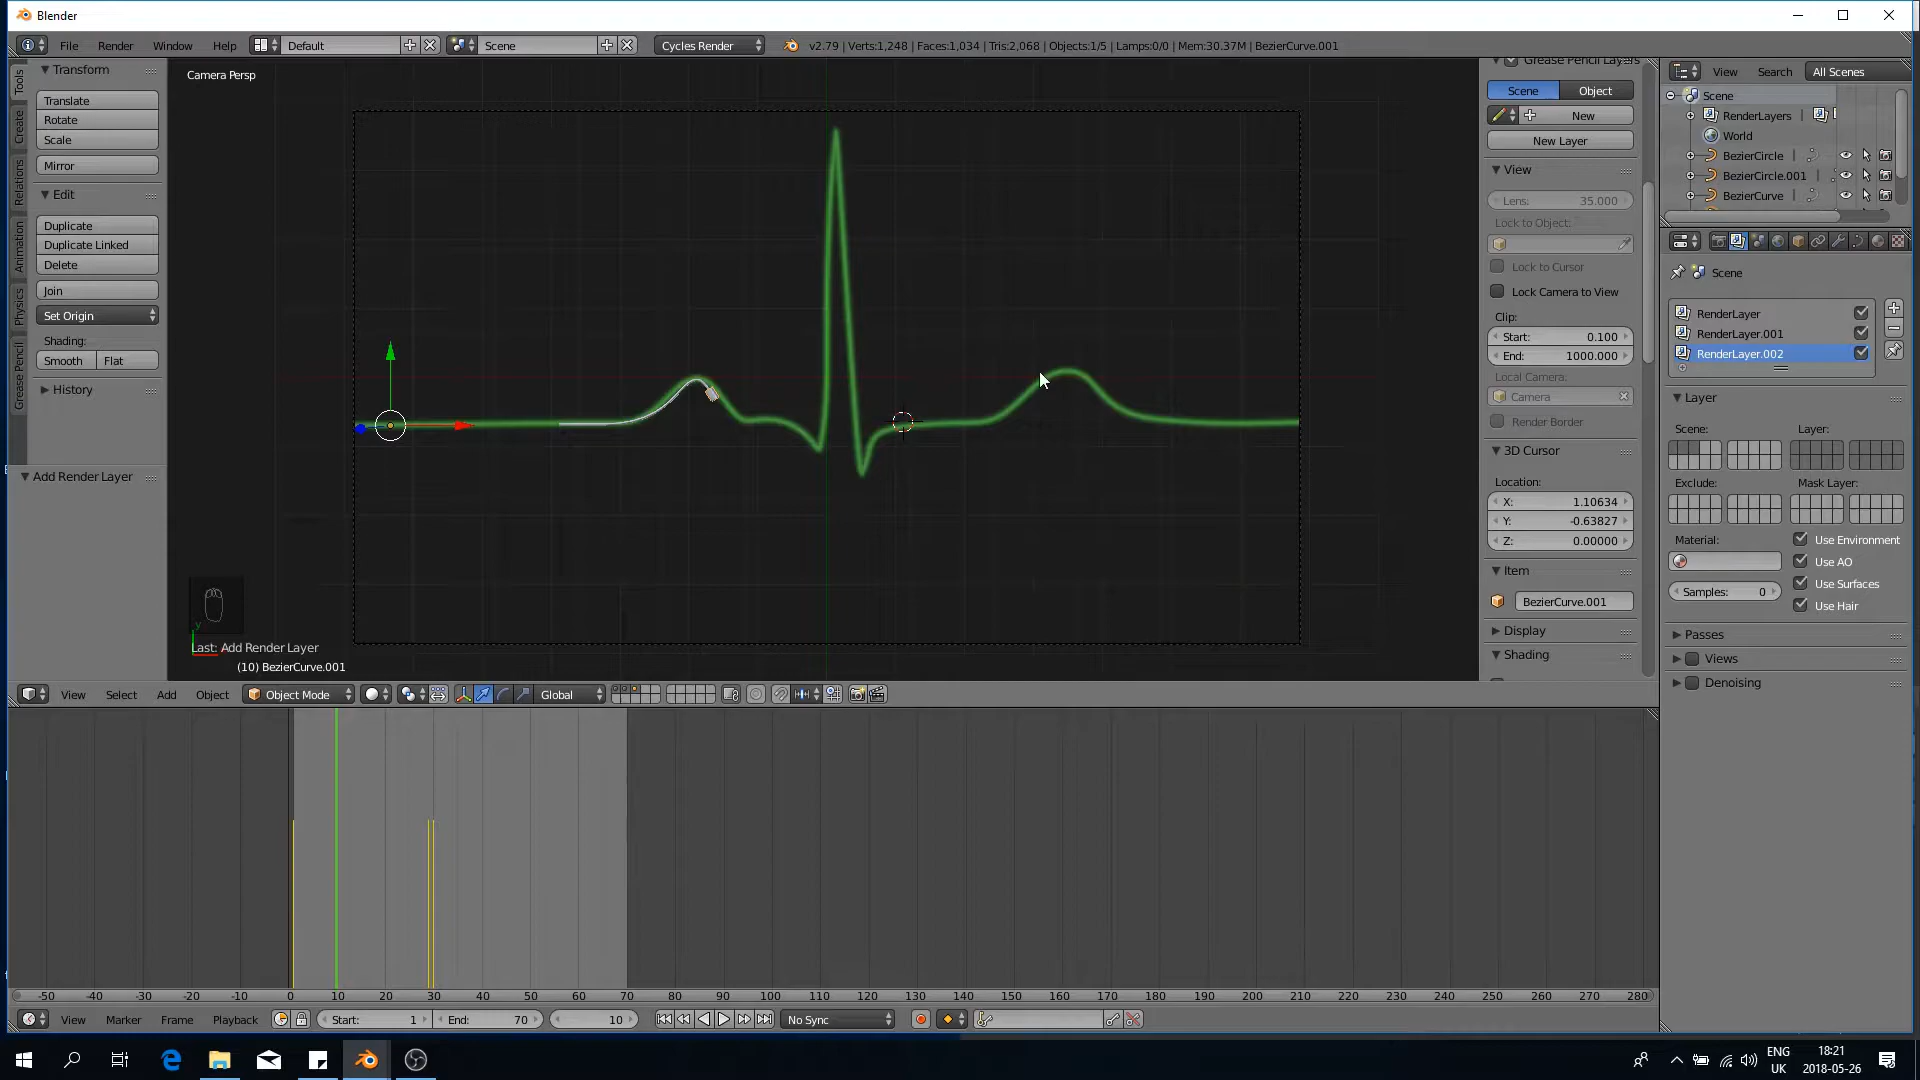 Blender
File Render Window Help Default Scene Cycles Render v2.79 | Verts:1,248 | Faces:1,034 | Tris:2,068 | Objects:1/5 | Lamps:0/0 | Mem:30.37M | BezierCurve.001
Tools
Create
Relations
Animation
Physics
Grease Pencil
Transform
Translate
Rotate
Scale
Mirror
Edit
Duplicate
Duplicate Linked
Delete
Join
Set Origin
Shading:
Smooth Flat
History
Add Render Layer
Camera Persp
y
Last: Add Render Layer
(10) BezierCurve.001
Grease Pencil Layers
Scene Object
New
New Layer
View
Lens: 35.000
Lock to Object:
Lock to Cursor
Lock Camera to View
Clip:
Start: 0.100
End: 1000.000
Local Camera:
Camera
Render Border
3D Cursor
Location:
X: 1.10634
Y: -0.63827
Z: 0.00000
Item
BezierCurve.001
Display
Shading
View Search All Scenes
Scene
RenderLayers
World
BezierCircle
BezierCircle.001
BezierCurve
Scene
RenderLayer
RenderLayer.001
RenderLayer.002
Layer
Scene: Layer:
Exclude: Mask Layer:
Material: Use Environment
Use AO
Samples: 0 Use Surfaces
Use Hair
Passes
Views
Denoising
View Select Add Object Object Mode Global
-50 -40 -30 -20 -10 0 10 20 30 40 50 60 70 80 90 100 110 120 130 140 150 160 170 180 190 200 210 220 230 240 250 260 270 280
View Marker Frame Playback Start: 1 End: 70 10 No Sync
ENG 18:21
UK 2018-05-26